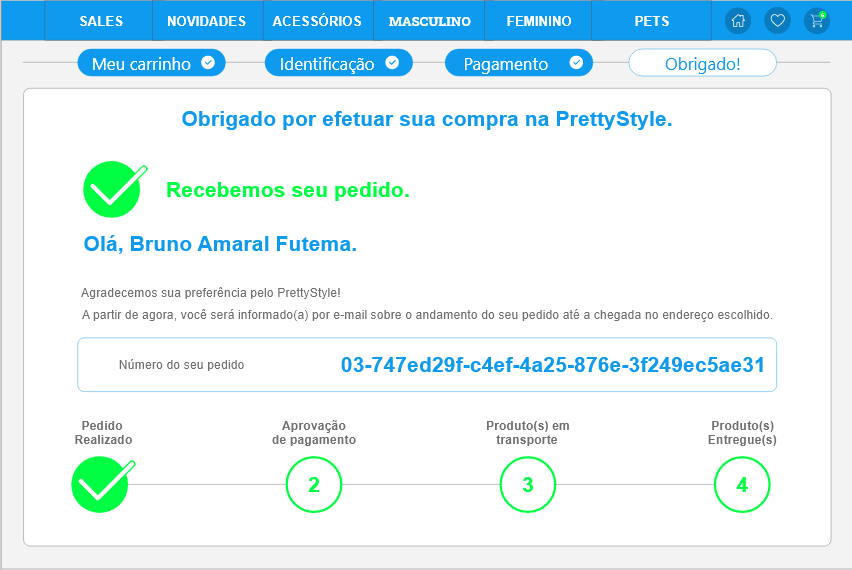 SALES NOVIDADES ACESSÓRIOS MASCULINO FEMININO PETS
Meu carrinho Identificação Pagamento Obrigado!
Obrigado por efetuar sua compra na PrettyStyle.
Recebemos seu pedido.
Olá, Bruno Amaral Futema.
Agradecemos sua preferência pelo PrettyStyle!
A partir de agora, você será informado(a) por e-mail sobre o andamento do seu pedido até a chegada no endereço escolhido.
Número do seu pedido 03-747ed29f-c4ef-4a25-876e-3f249ec5ae31
Pedido Realizado
Aprovação de pagamento
Produto(s) em transporte
Produto(s) Entregue(s)
2 3 4